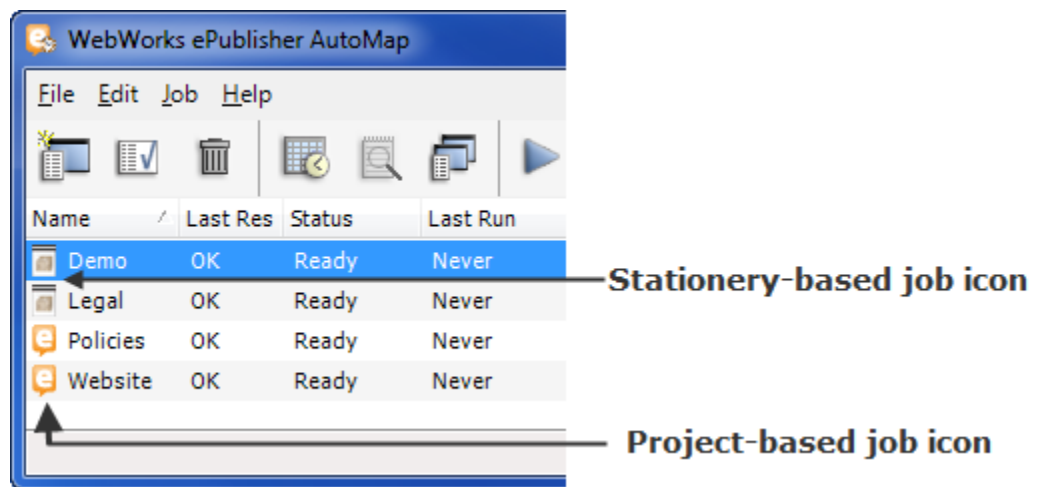 WebWorks ePublisher AutoMap
File Edit Job Help
Name Last Res Status Last Run
Demo OK Ready Never
Stationery-based job icon
Legal OK Ready Never
Policies OK Ready Never
Website OK Ready Never
Project-based job icon